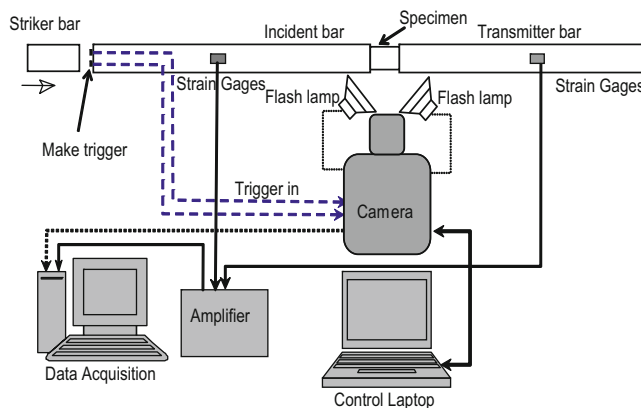 Striker bar
Incident bar
Specimen
Transmitter bar
Strain Gages
Flash lamp
Flash lamp
Strain Gages
Make trigger
Trigger in
Camera
Amplifier
Data Acquisition
Control Laptop